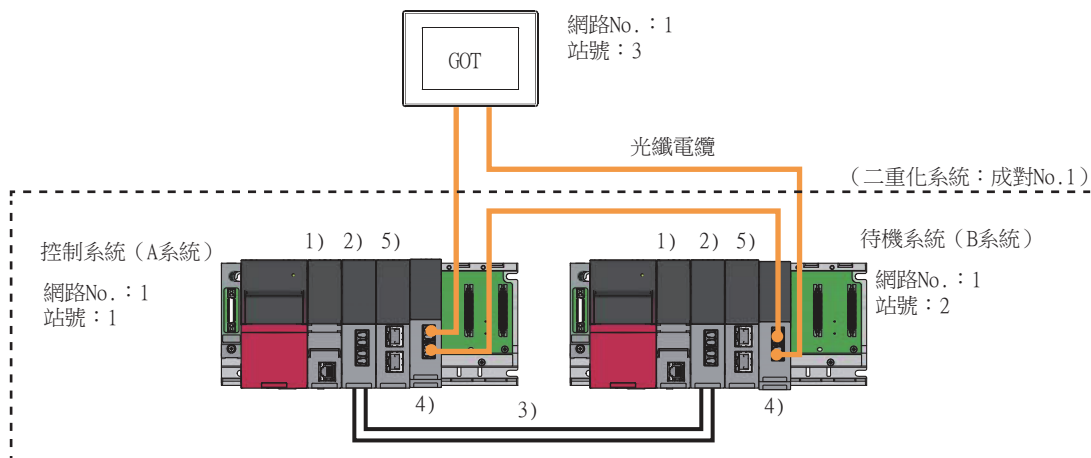 網路No.：1
站號：3
GOT
光纖電纜
（二重化系統：成對No.1）
控制系統（A系統）
網路No.：1
站號：1
1) 2) 5)
4)
3)
待機系統（B系統）
網路No.：1
站號：2
1) 2) 5)
4)